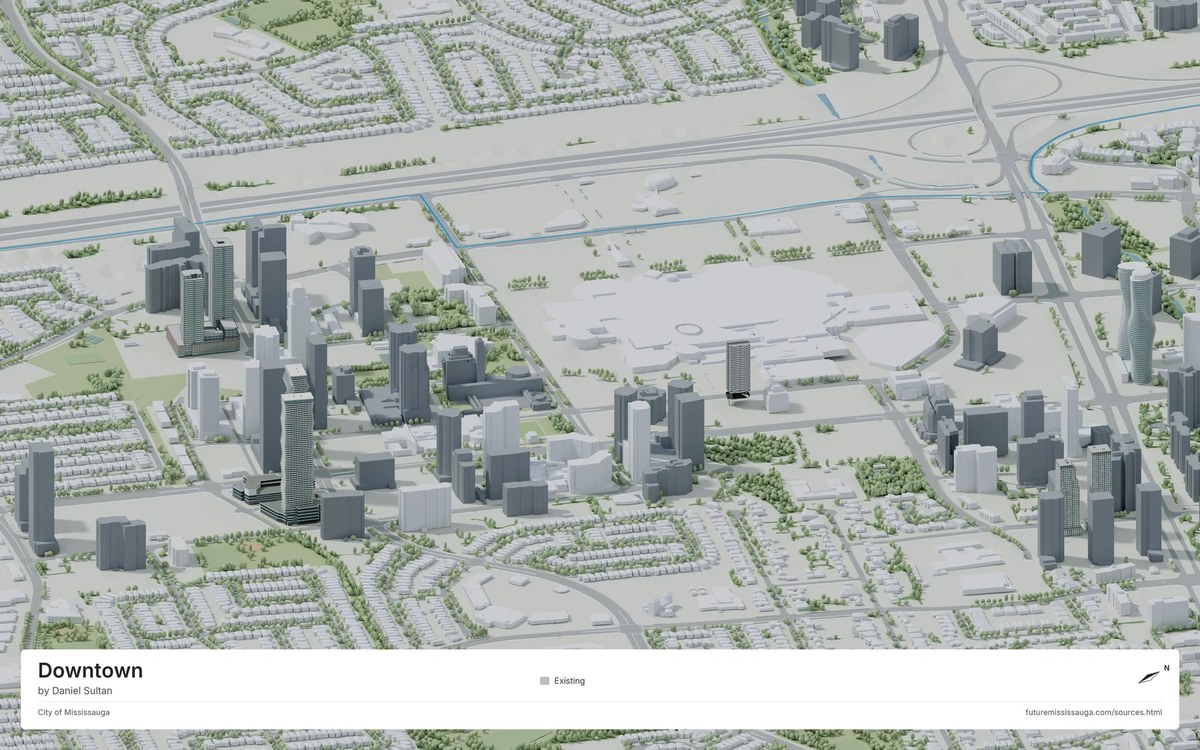 Downtown
by Daniel Sultan
Existing
N
City of Mississauga
futuremississauga.com/sources.html